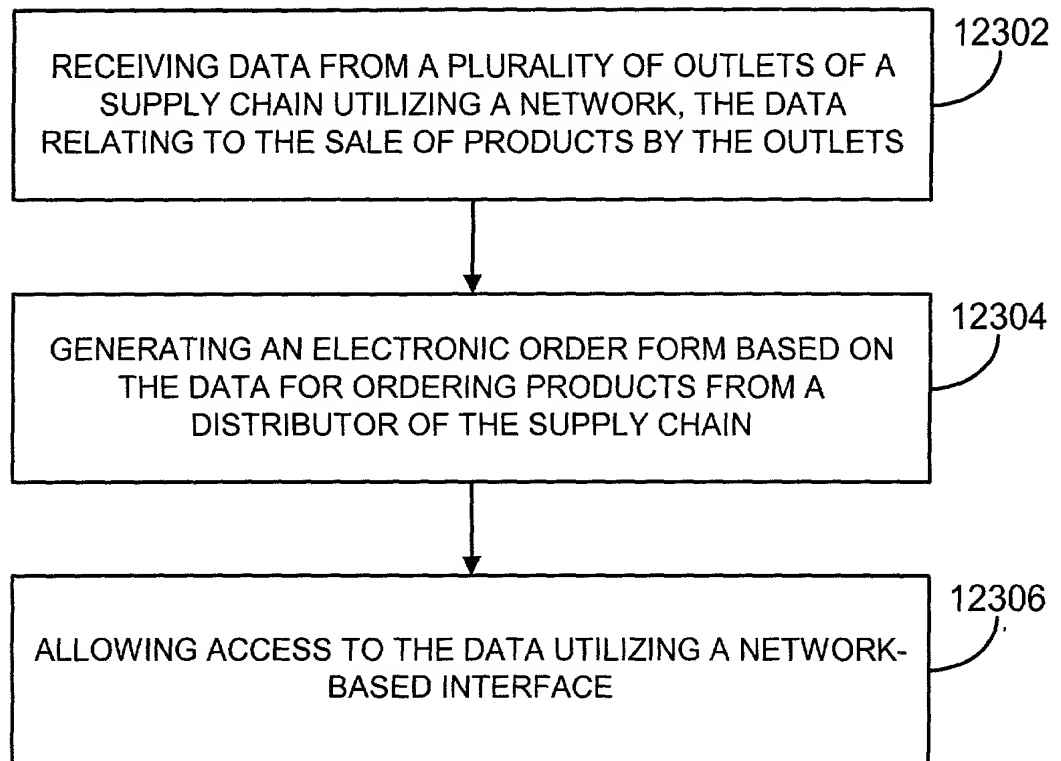 12302
RECEIVING DATA FROM A PLURALITY OF OUTLETS OF A
SUPPLY CHAIN UTILIZING A NETWORK, THE DATA
RELATING TO THE SALE OF PRODUCTS BY THE OUTLETS
12304
GENERATING AN ELECTRONIC ORDER FORM BASED ON
THE DATA FOR ORDERING PRODUCTS FROM A
DISTRIBUTOR OF THE SUPPLY CHAIN
12306
ALLOWING ACCESS TO THE DATA UTILIZING A NETWORK-
BASED INTERFACE